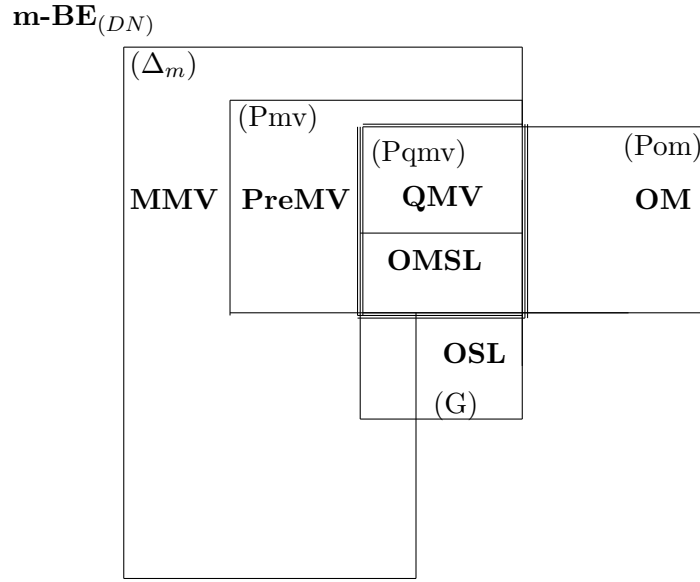 m-BE(DN)
(Δm)
(Pmv)
(Pqmv) (Pom)
MMV PreMV QMV OM
OMSL
OSL
(G)